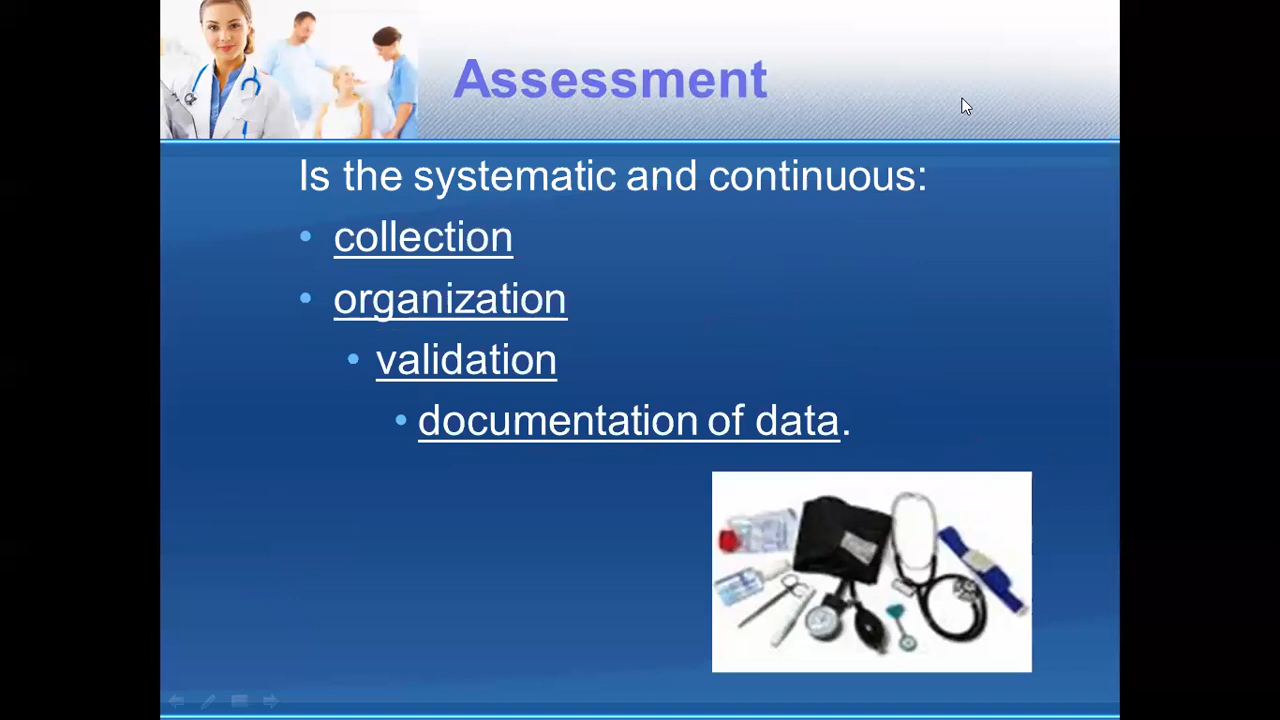 Assessment
Is the systematic and continuous:
• collection
• organization
• validation
• documentation of data.